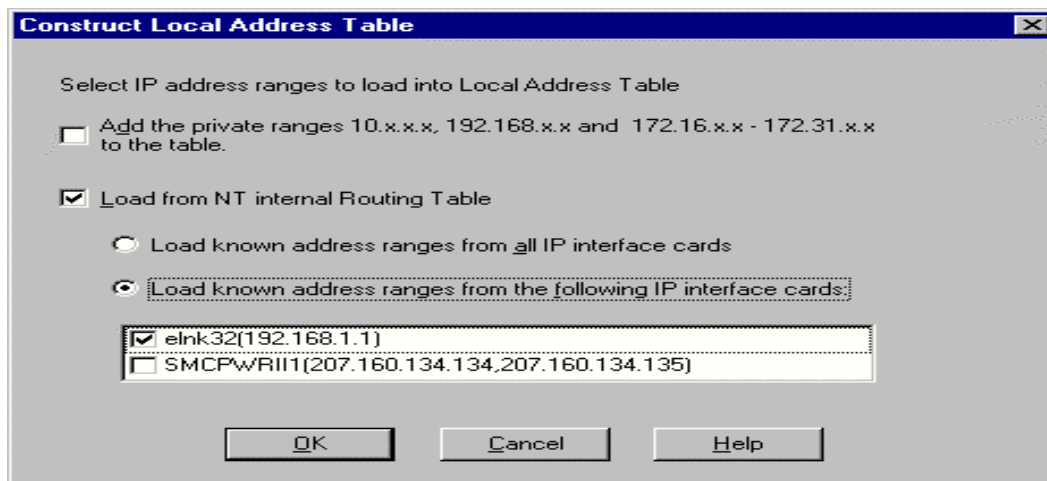 Construct Local Address Table
Select IP address ranges to load into Local Address Table
Add the private ranges 10.x.x.x, 192.168.x.x and 172.16.x.x - 172.31.x.x
to the table.
Load from NT internal Routing Table
Load known address ranges from all IP interface cards
Load known address ranges from the following IP interface cards:
elnk32(192.168.1.1)
SMCPWRII1(207.160.134.134,207.160.134.135)
OK
Cancel
Help